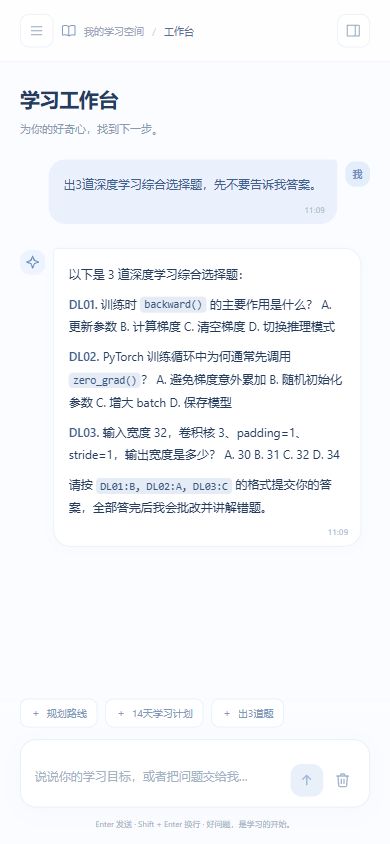 我的学习空间 / 工作台
学习工作台
为你的好奇心，找到下一步。
出3道深度学习综合选择题，先不要告诉我答案。
我
11:09
以下是 3 道深度学习综合选择题：
DL01. 训练时 backward() 的主要作用是什么？ A.
更新参数 B. 计算梯度 C. 清空梯度 D. 切换推理模式
DL02. PyTorch 训练循环中为何通常先调用
zero_grad() ？ A. 避免梯度意外累加 B. 随机初始化
参数 C. 增大 batch D. 保存模型
DL03. 输入宽度 32，卷积核 3、padding=1、
stride=1，输出宽度是多少？ A. 30 B. 31 C. 32 D. 34
请按 DL01:B, DL02:A, DL03:C 的格式提交你的答
案，全部答完后我会批改并讲解错题。
11:09
+ 规划路线
+ 14天学习计划
+ 出3道题
说说你的学习目标，或者把问题交给我...
Enter 发送 · Shift + Enter 换行 · 好问题，是学习的开始。